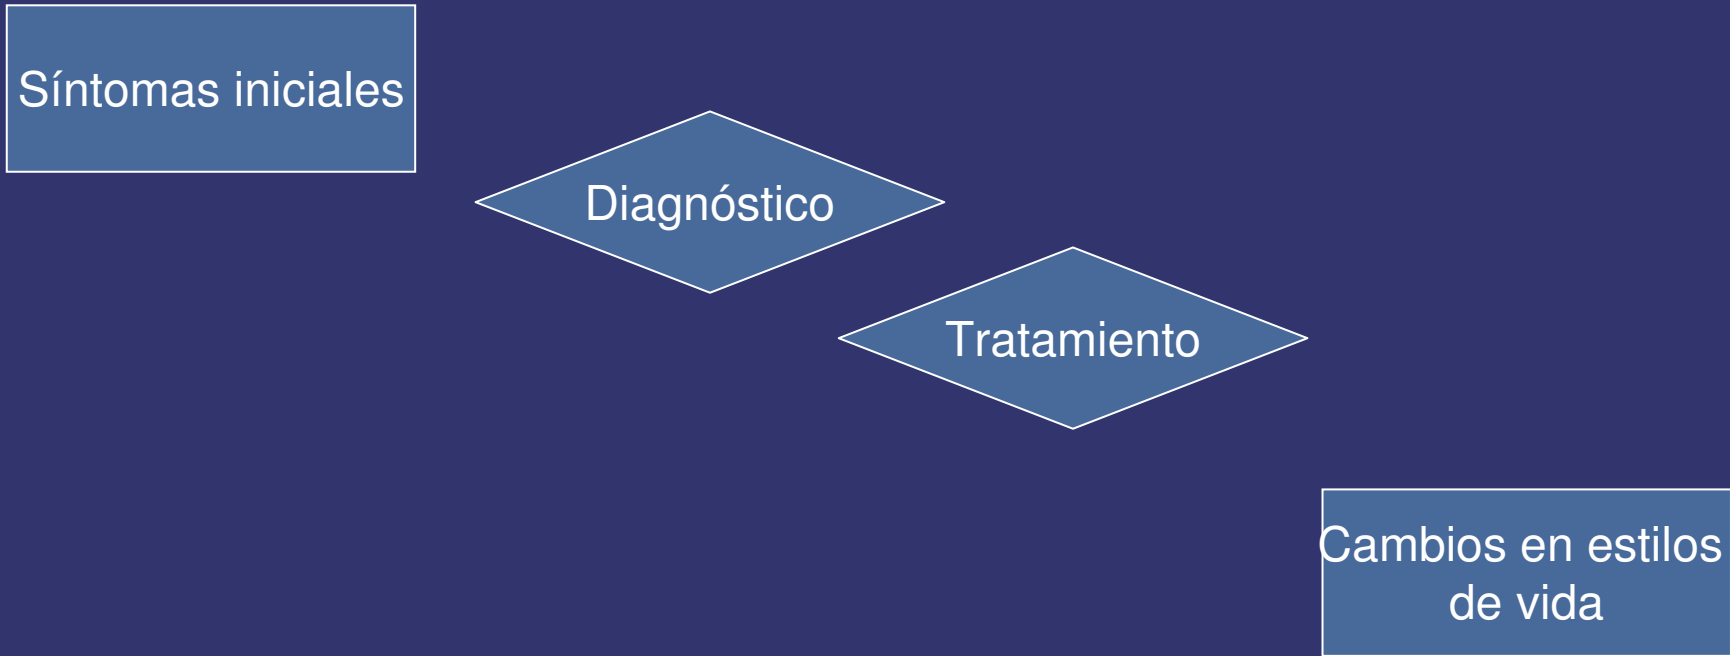 Síntomas iniciales
Diagnóstico
Tratamiento
Cambios en estilos
de vida